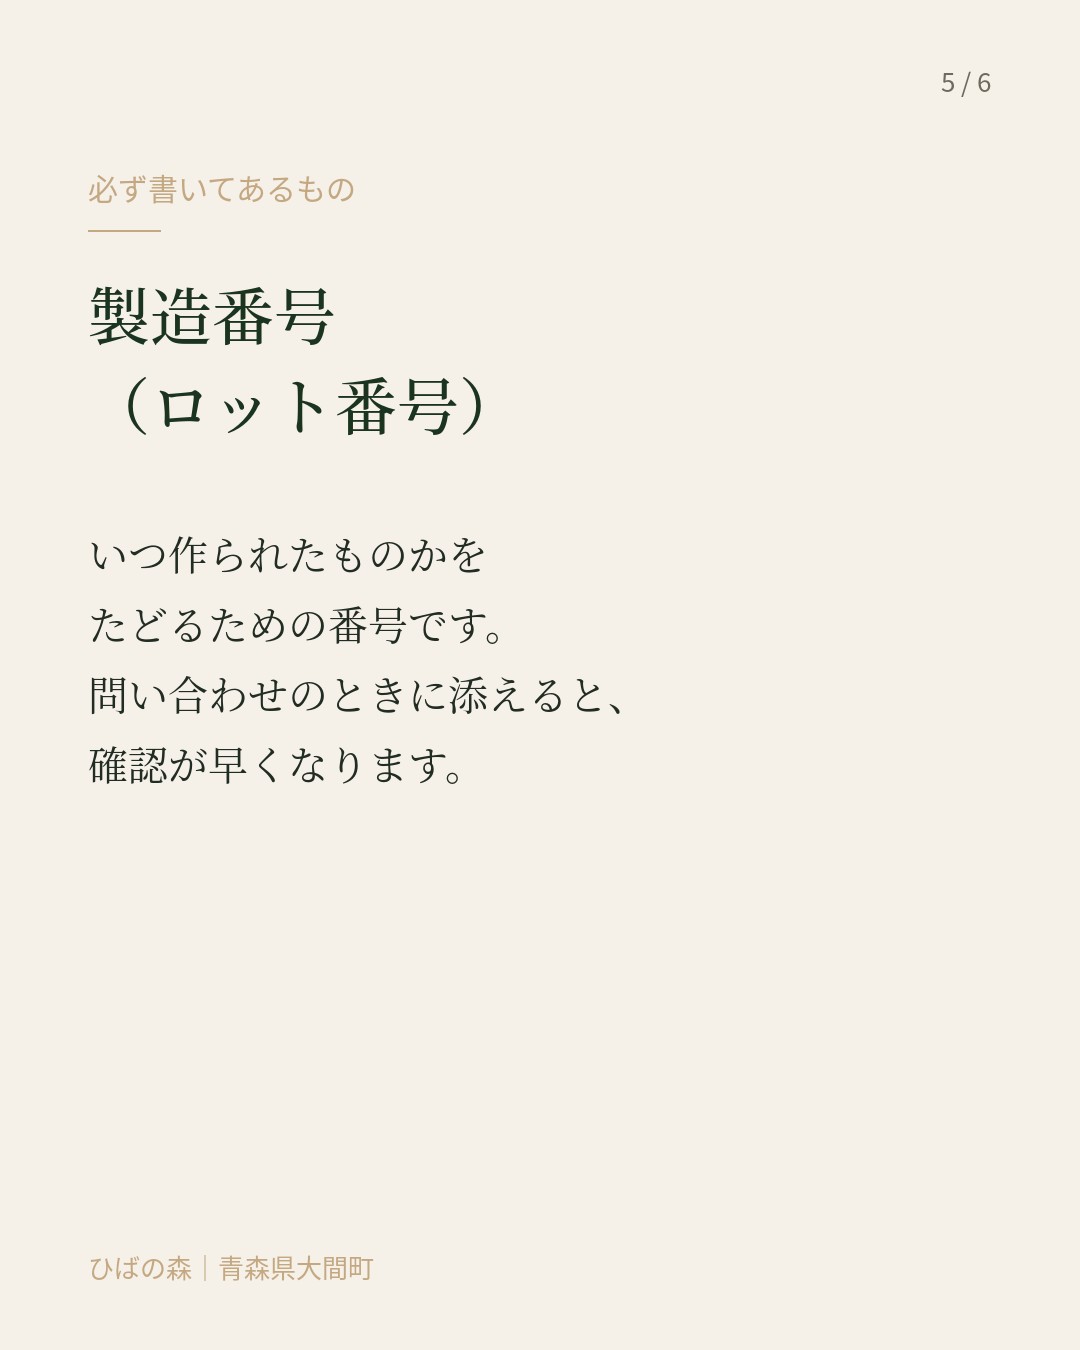 5 / 6
必ず書いてあるもの
製造番号
（ロット番号）
いつ作られたものかを
たどるための番号です。
問い合わせのときに添えると、
確認が早くなります。
ひばの森｜青森県大間町